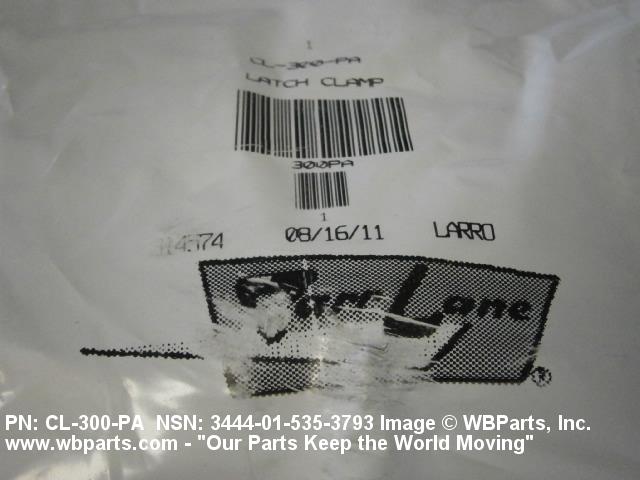 1
CL-300-PA
LATCH CLAMP
300PA
1
08/16/11 LARRO
Lane
®
PN: CL-300-PA NSN: 3444-01-535-3793 Image © WBParts, Inc.
www.wbparts.com - "Our Parts Keep the World Moving"